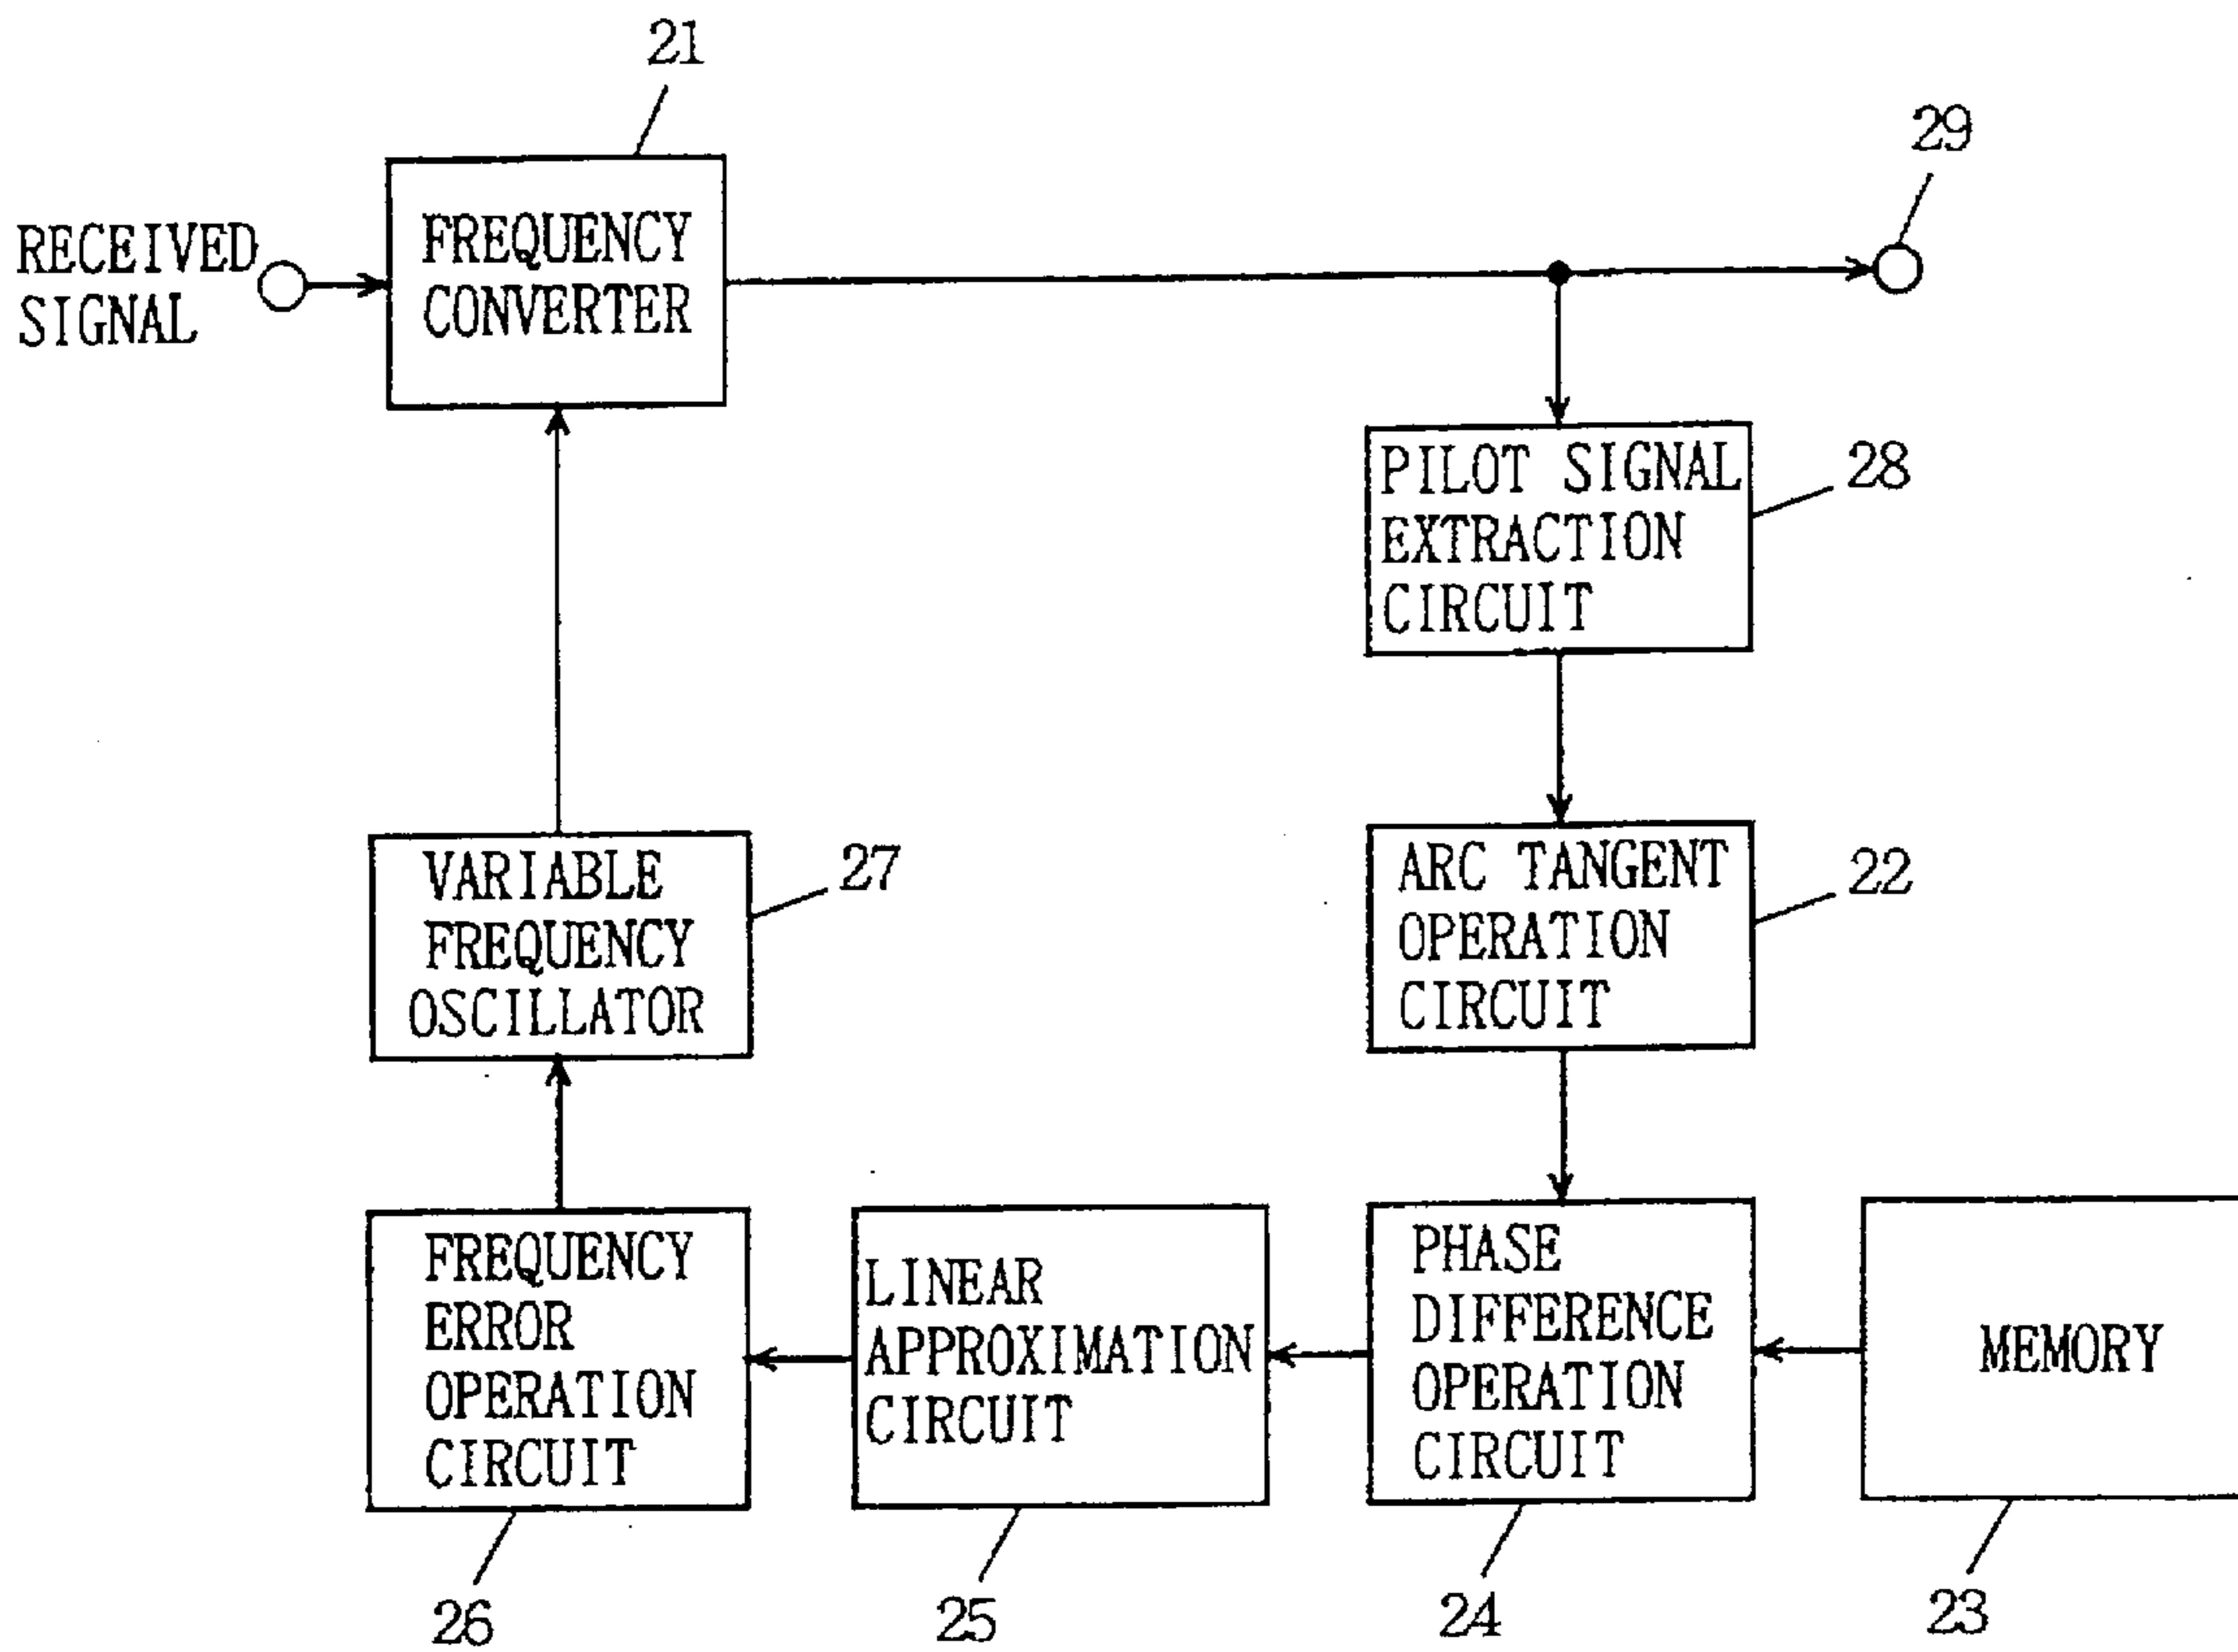 21
29
RECEIVED
SIGNAL
FREQUENCY
CONVERTER
PILOT SIGNAL
EXTRACTION
CIRCUIT
28
VARIABLE
FREQUENCY
OSCILLATOR
27
ARC TANGENT
OPERATION
CIRCUIT
22
FREQUENCY
ERROR
OPERATION
CIRCUIT
LINEAR
APPROXIMATION
CIRCUIT
PHASE
DIFFERENCE
OPERATION
CIRCUIT
MEMORY
26
25
24
23